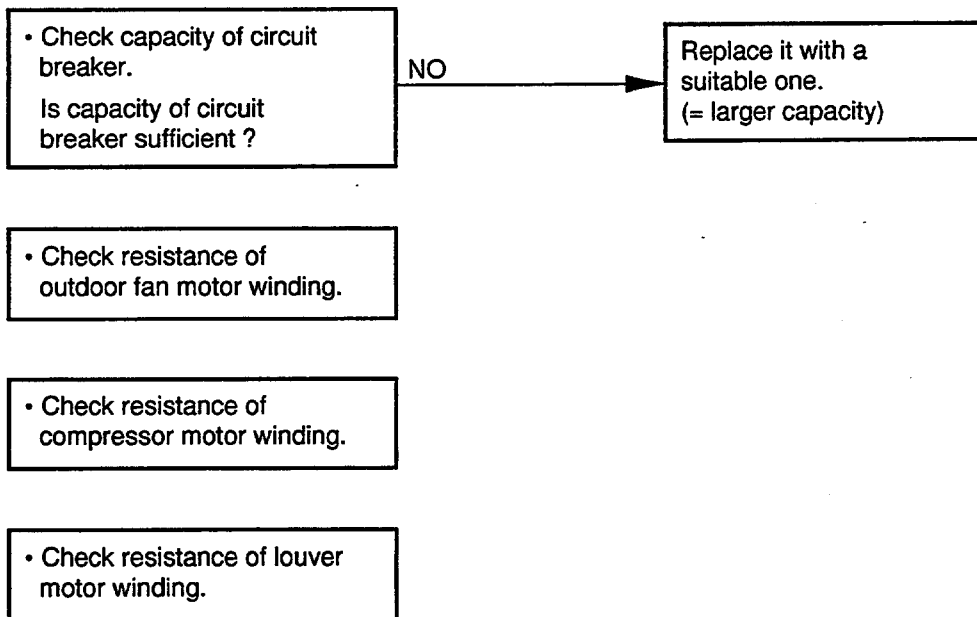 • Check capacity of circuit
breaker.
Is capacity of circuit
breaker sufficient ?
NO
Replace it with a
suitable one.
(= larger capacity)
• Check resistance of
outdoor fan motor winding.
• Check resistance of
compressor motor winding.
• Check resistance of louver
motor winding.